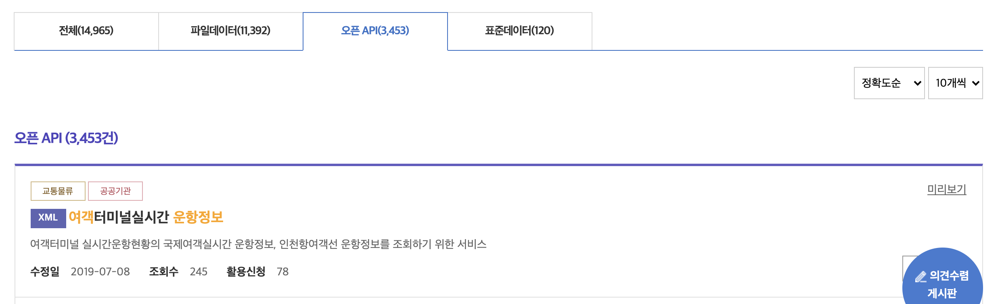 전체(14,965) 파일데이터(11,392) 오픈 API(3,453) 표준데이터(120)
정확도순 10개씩
오픈 API (3,453건)
교통물류 공공기관 미리보기
XML 여객터미널실시간 운항정보
여객터미널 실시간운항현황의 국제여객실시간 운항정보, 인천항여객선 운항정보를 조회하기 위한 서비스
수정일 2019-07-08 조회수 245 활용신청 78
의견수렴
게시판